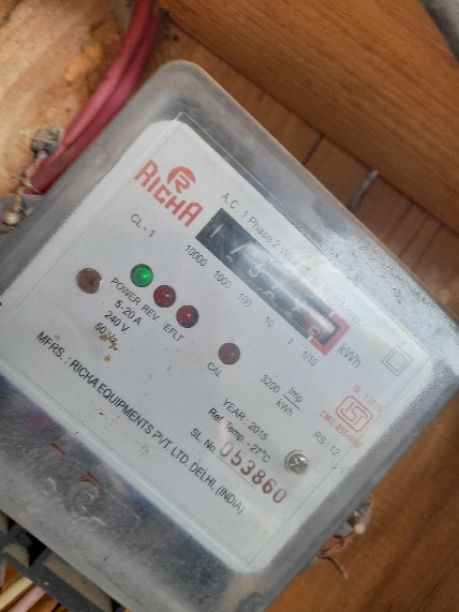 RICHA
A.C. 1 Phase 2 Wire
CL - 1
10000 1000 100 10 1 1/10
kWh
POWER REV EFLT
5-20 A
240 V
50
CAL
3200 Imp
kWh
YEAR : 2015
Ref. Temp. : 27°C
RS-12
SL No. 053860
MFRS. : RICHA EQUIPMENTS PVT. LTD. DELHI, (INDIA)